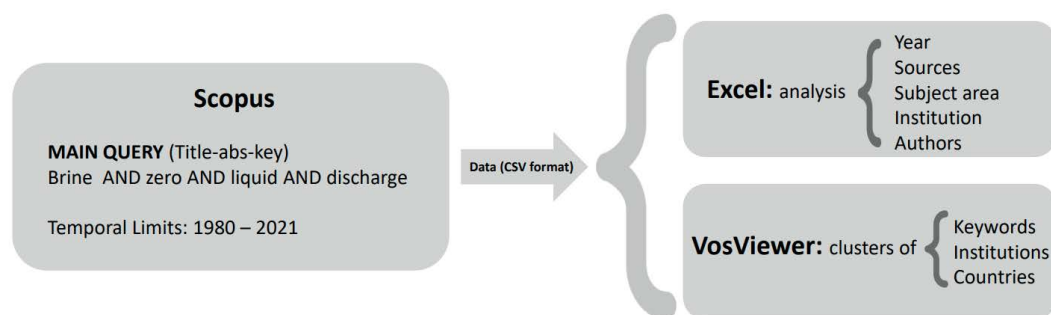 Scopus
MAIN QUERY (Title-abs-key)
Brine AND zero AND liquid AND discharge
Temporal Limits: 1980 – 2021
Data (CSV format)
Excel: analysis
Year
Sources
Subject area
Institution
Authors
VosViewer: clusters of
Keywords
Institutions
Countries